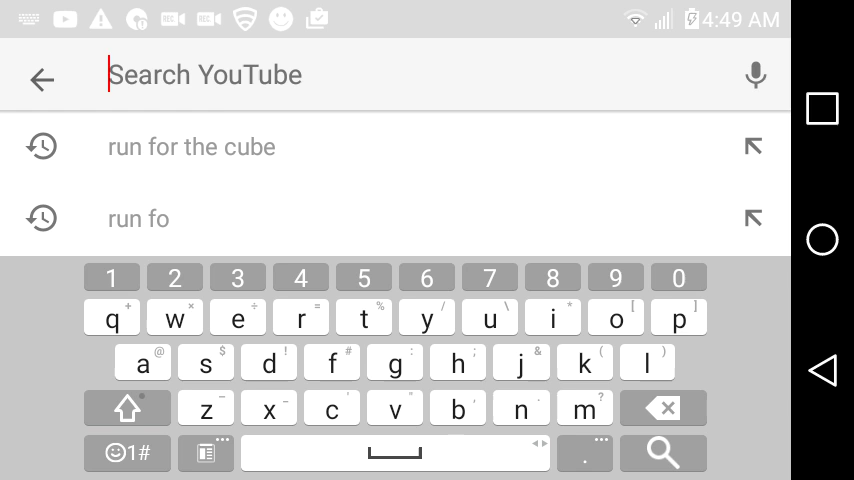 4:49 AM
Search YouTube
run for the cube
run fo
1 2 3 4 5 6 7 8 9 0
q + w × e ÷ r = t % y / u \ i * o [ p ]
a @ s $ d ! f # g : h ; j & k ( l )
z x c ' v " b , n . m ?
1# .